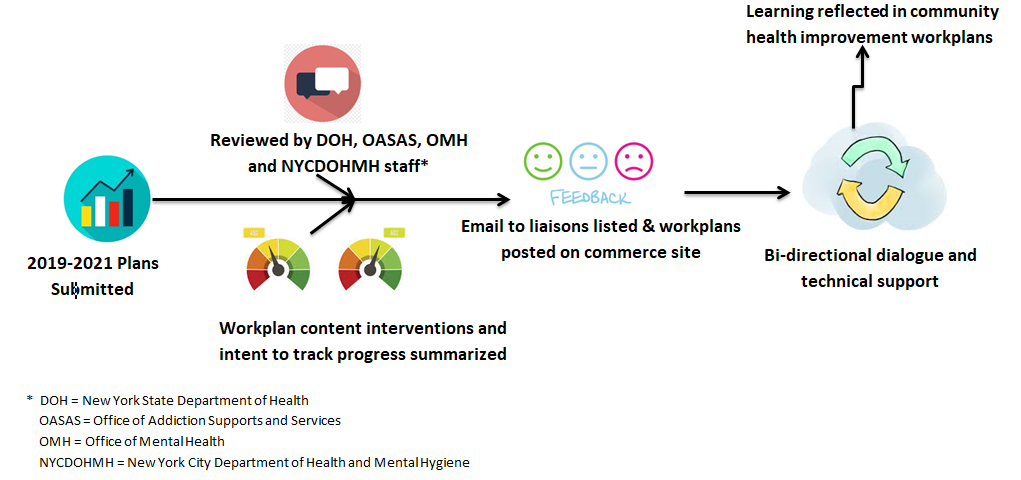 Learning reflected in community
health improvement workplans
Reviewed by DOH, OASAS, OMH
and NYCDOHMH staff*
2019-2021 Plans
Submitted
Workplan content interventions and
intent to track progress summarized
FEEDBACK
Email to liaisons listed & workplans
posted on commerce site
Bi-directional dialogue and
technical support
* DOH = New York State Department of Health
OASAS = Office of Addiction Supports and Services
OMH = Office of Mental Health
NYCDOHMH = New York City Department of Health and Mental Hygiene